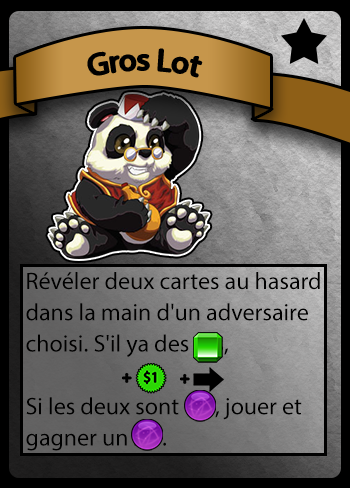 Gros Lot
Révéler deux cartes au hasard
dans la main d'un adversaire
choisi. S'il ya des ,
+ $1 +
Si les deux sont , jouer et
gagner un .